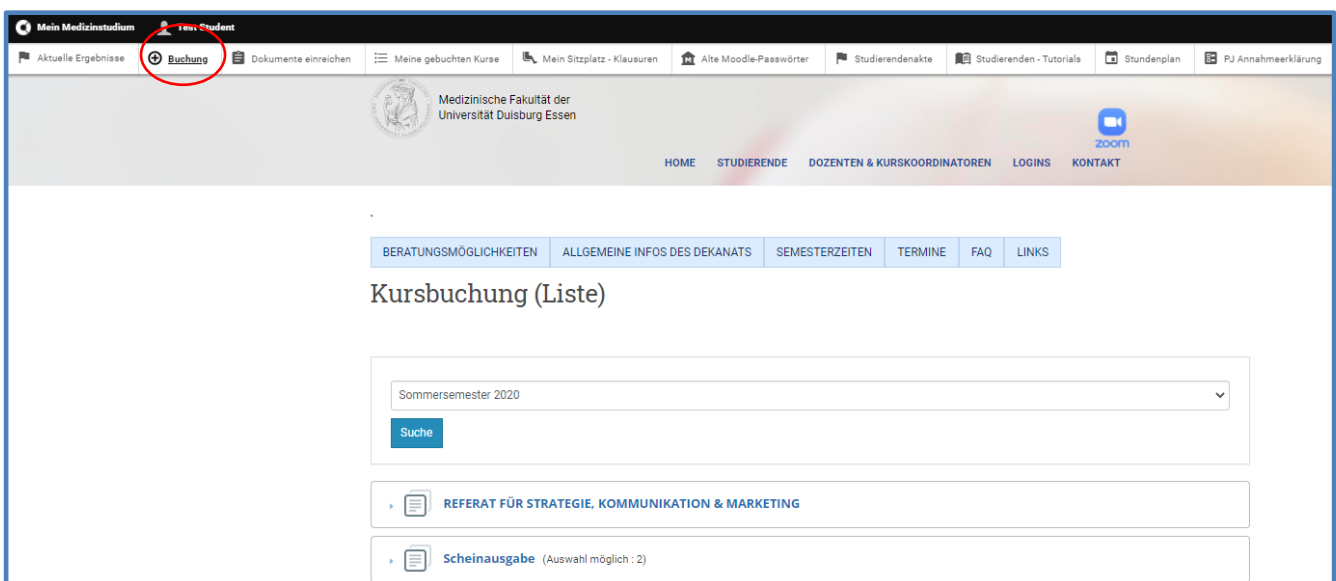 Mein Medizinstudium Test Student
Aktuelle Ergebnisse Buchung Dokumente einreichen Meine gebuchten Kurse Mein Sitzplatz - Klausuren Alte Moodle-Passwörter Studierendenakte Studierenden - Tutorials Stundenplan PJ Annahmeerklärung
Medizinische Fakultät der
Universität Duisburg Essen
zoom
HOME STUDIERENDE DOZENTEN & KURSKOORDINATOREN LOGINS KONTAKT
.
BERATUNGSMÖGLICHKEITEN ALLGEMEINE INFOS DES DEKANATS SEMESTERZEITEN TERMINE FAQ LINKS
Kursbuchung (Liste)
Sommersemester 2020
Suche
REFERAT FÜR STRATEGIE, KOMMUNIKATION & MARKETING
Scheinausgabe (Auswahl möglich : 2)